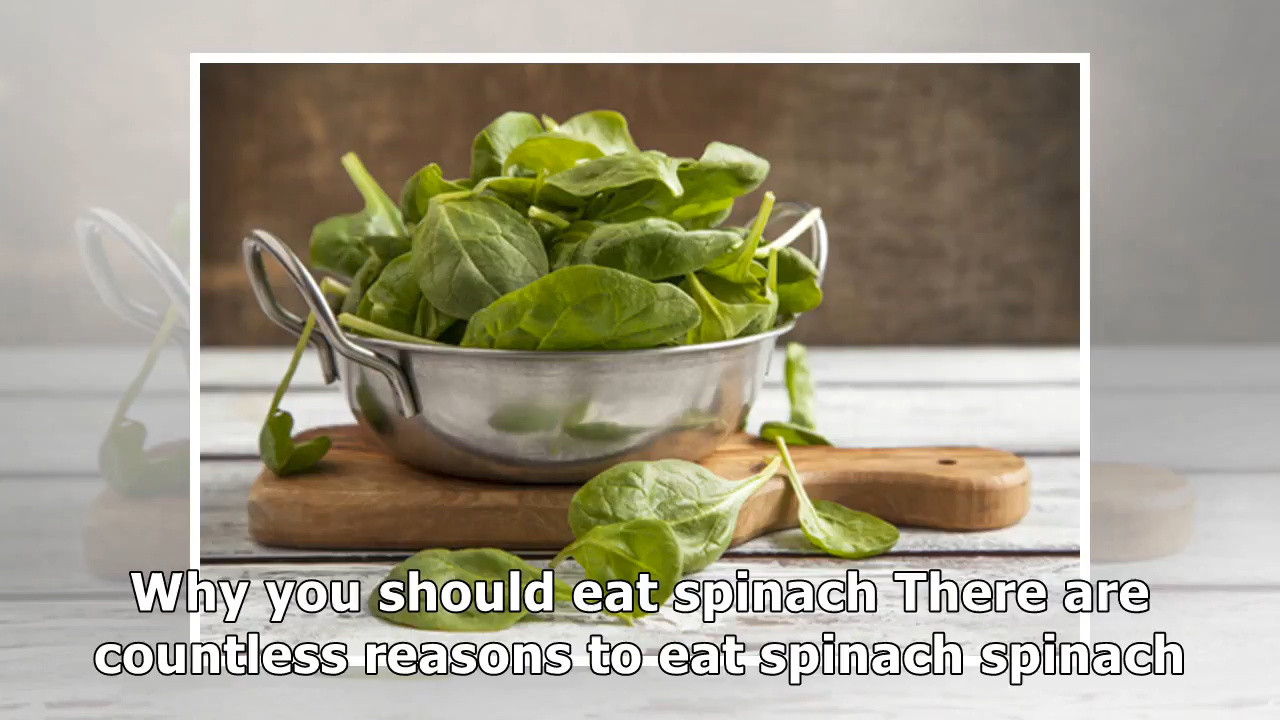 Why you should eat spinach There are
countless reasons to eat spinach spinach